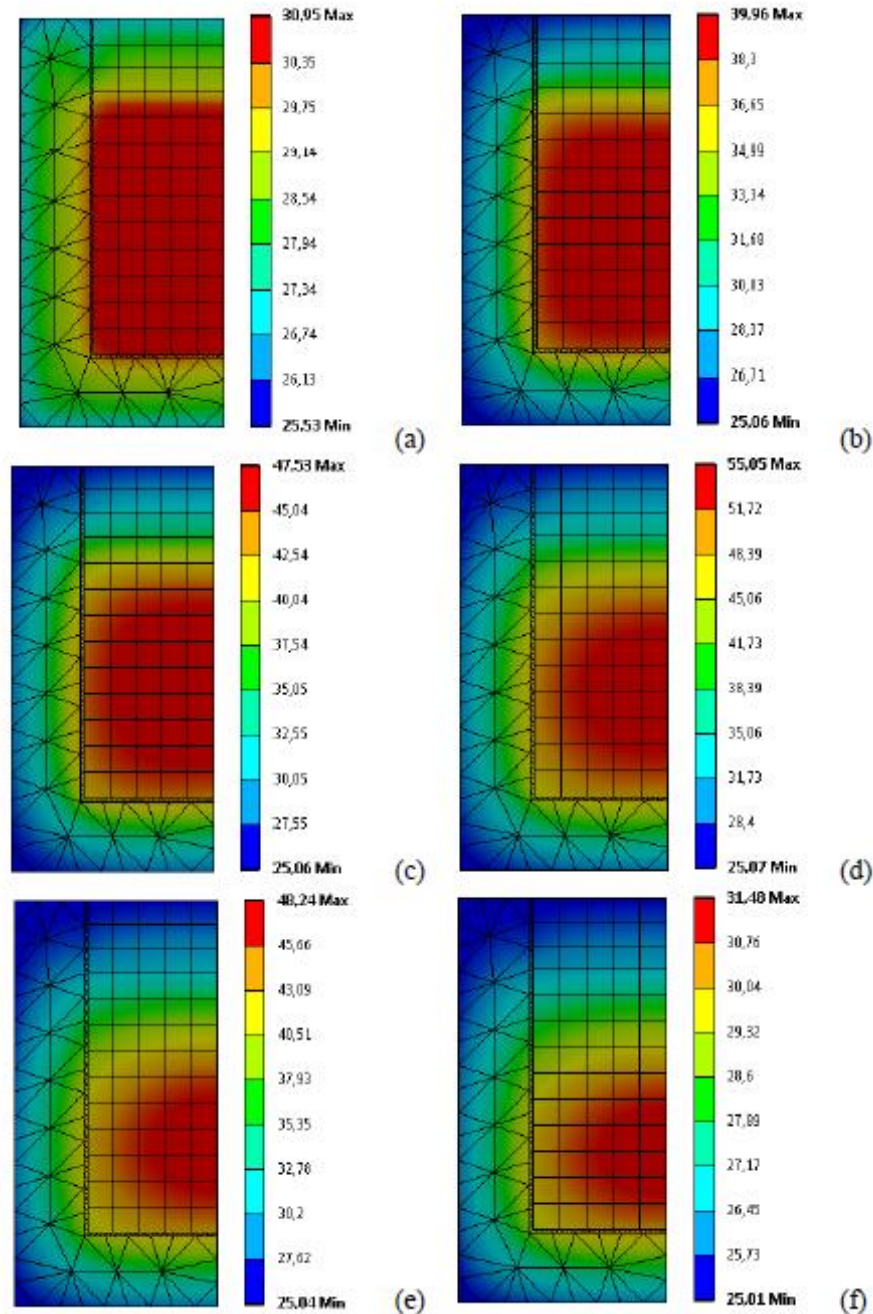 30,95 Max
30,35
29,75
29,14
28,54
27,94
27,34
26,74
26,13
25,53 Min
(a)
39,96 Max
38,3
36,65
34,99
33,34
31,68
30,03
28,37
26,71
25,06 Min
(b)
47,53 Max
45,04
42,54
40,04
37,54
35,05
32,55
30,05
27,55
25,06 Min
(c)
55,05 Max
51,72
48,39
45,06
41,73
38,39
35,06
31,73
28,4
25,07 Min
(d)
48,24 Max
45,66
43,09
40,51
37,93
35,35
32,78
30,2
27,62
25,04 Min
(e)
31,48 Max
30,76
30,04
29,32
28,6
27,89
27,17
26,45
25,73
25,01 Min
(f)